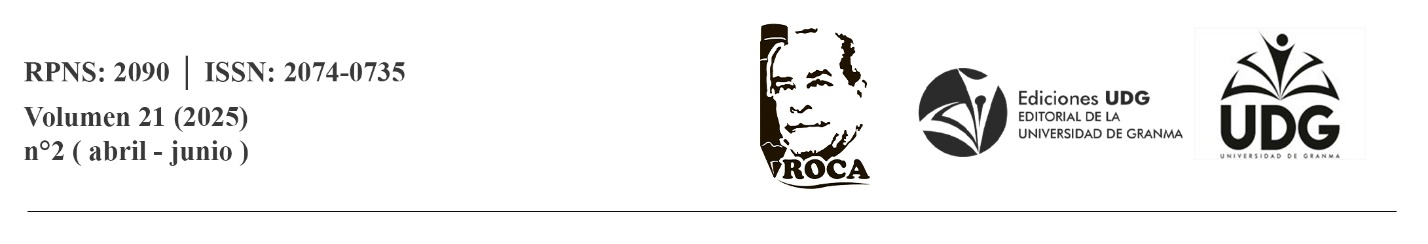 RPNS: 2090 | ISSN: 2074-0735
Volumen 21 (2025)
n°2 ( abril - junio )
ROCA
Ediciones UDG
EDITORIAL DE LA
UNIVERSIDAD DE GRANMA
UDG
UNIVERSIDAD DE GRANMA